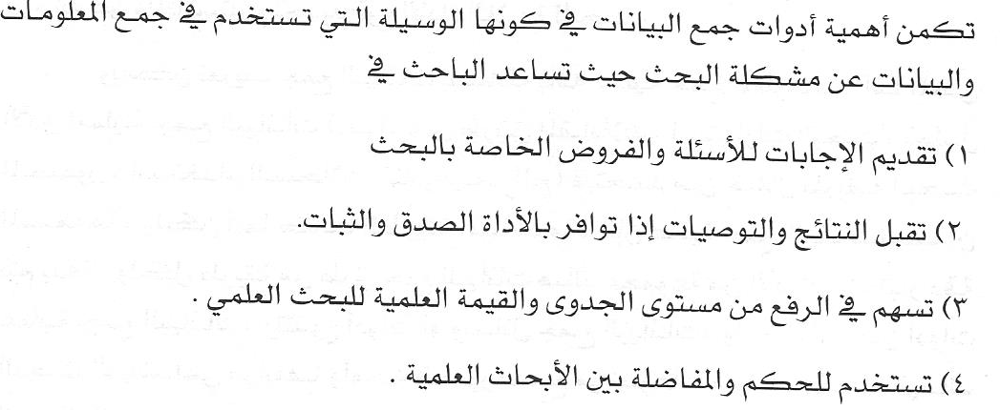 تكمن أهمية أدوات جمع البيانات في كونها الوسيلة التي تستخدم في جمع المعلومات
والبيانات عن مشكلة البحث حيث تساعد الباحث في
١) تقديم الإجابات للأسئلة والفروض الخاصة بالبحث
٢) تقبل النتائج والتوصيات إذا توافر بالأداة الصدق والثبات.
٣) تسهم في الرفع من مستوى الجدوى والقيمة العلمية للبحث العلمي .
٤) تستخدم للحكم والمفاضلة بين الأبحاث العلمية .